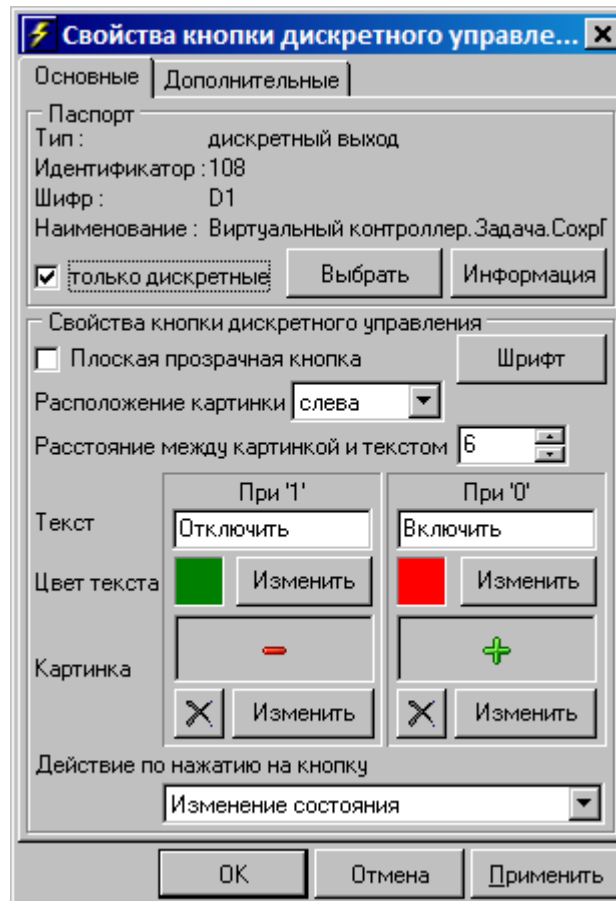 Свойства кнопки дискретного управле...
Основные Дополнительные
Паспорт
Тип : дискретный выход
Идентификатор : 108
Шифр : D1
Наименование : Виртуальный контроллер.Задача.СохрГ
только дискретные Выбрать Информация
Свойства кнопки дискретного управления
Плоская прозрачная кнопка Шрифт
Расположение картинки слева
Расстояние между картинкой и текстом 6
При '1' При '0'
Текст Отключить Включить
Цвет текста Изменить Изменить
Картинка
Изменить Изменить
Действие по нажатию на кнопку
Изменение состояния
OK Отмена Применить